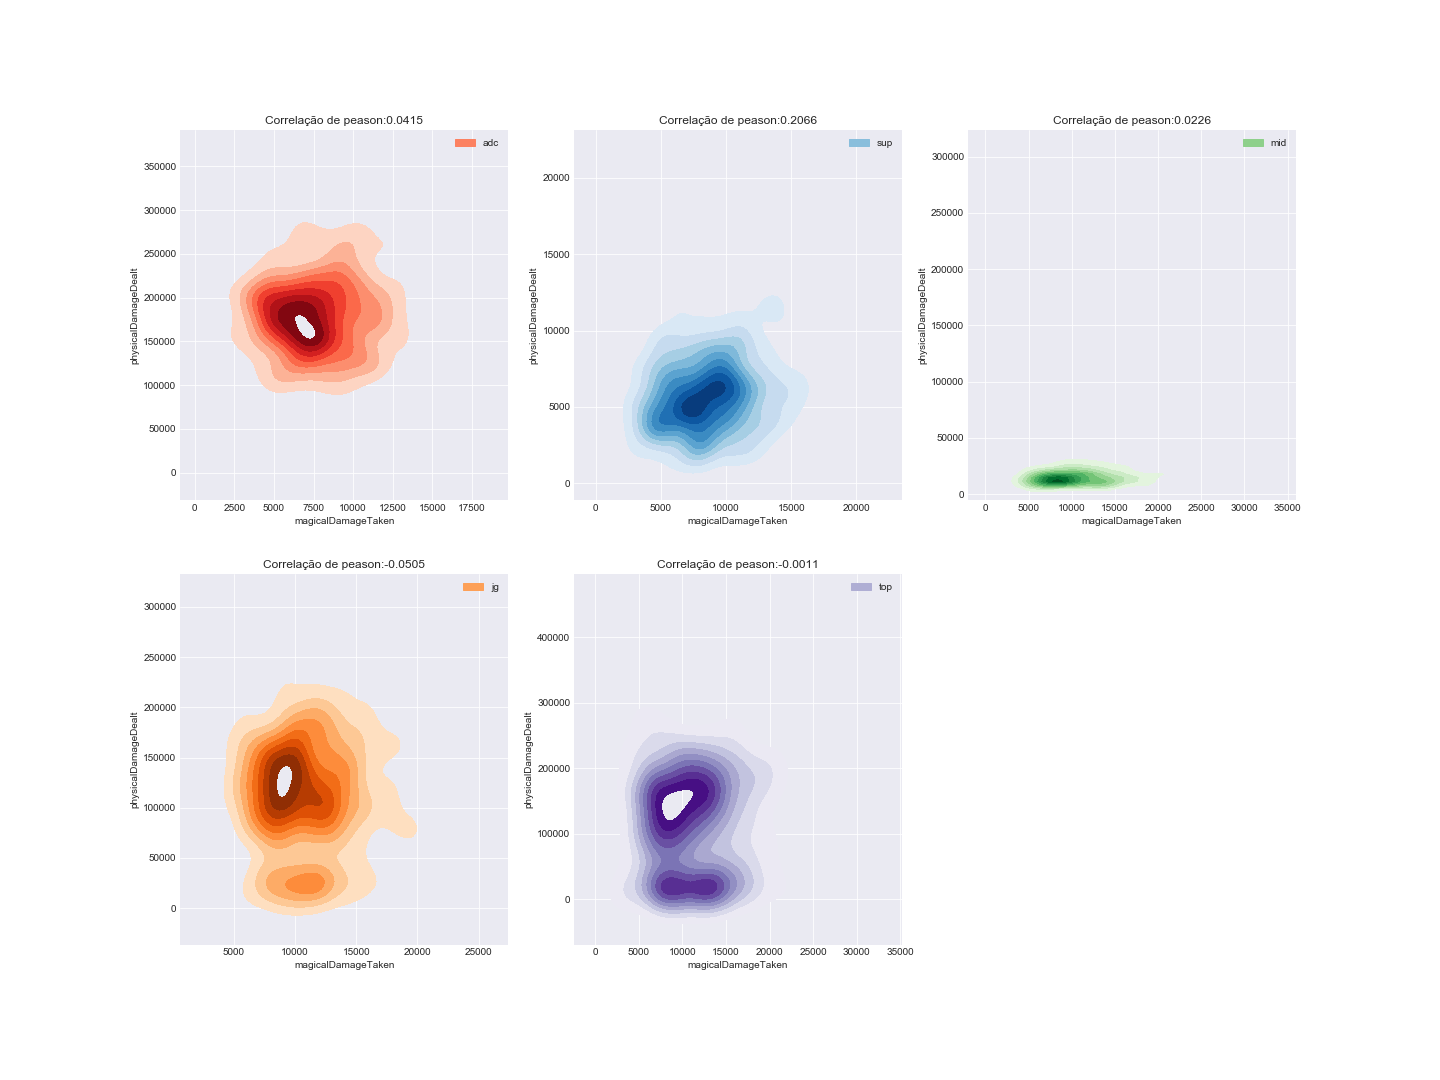 Correlação de peason:0.0415
adc
350000
300000
250000
200000
150000
100000
50000
0
physicalDamageDealt
0 2500 5000 7500 10000 12500 15000 17500
magicalDamageTaken
Correlação de peason:0.2066
sup
20000
15000
10000
5000
0
physicalDamageDealt
0 5000 10000 15000 20000
magicalDamageTaken
Correlação de peason:0.0226
mid
300000
250000
200000
150000
100000
50000
0
physicalDamageDealt
0 5000 10000 15000 20000 25000 30000 35000
magicalDamageTaken
Correlação de peason:-0.0505
jg
300000
250000
200000
150000
100000
50000
0
physicalDamageDealt
5000 10000 15000 20000 25000
magicalDamageTaken
Correlação de peason:-0.0011
top
400000
300000
200000
100000
0
physicalDamageDealt
0 5000 10000 15000 20000 25000 30000 35000
magicalDamageTaken